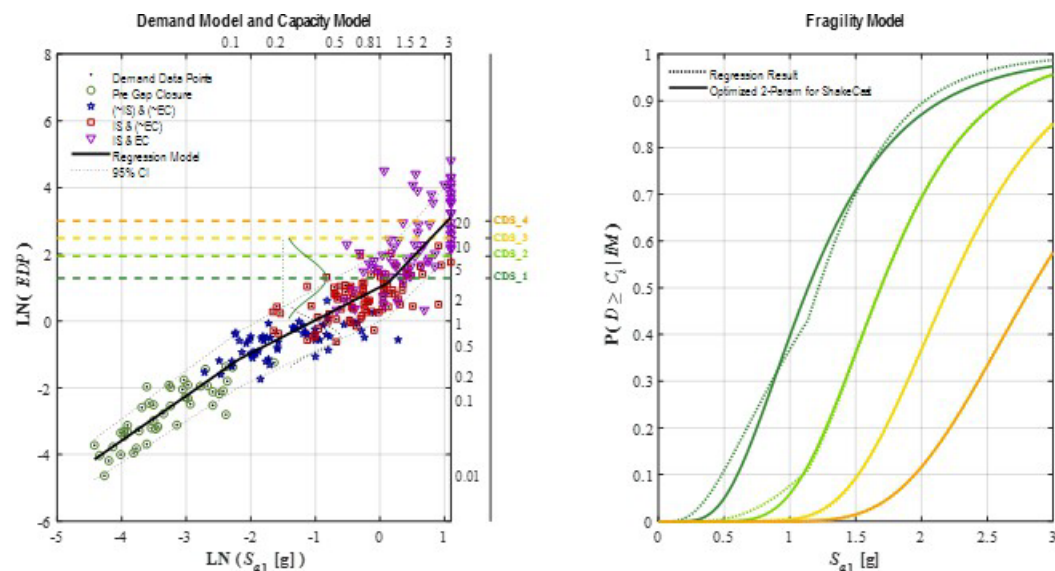 Demand Model and Capacity Model
0.1 0.2 0.5 0.81 1.5 2 3
8
6
4
2
0
-2
-4
-6
-5 -4 -3 -2 -1 0 1
LN( EDP)
LN (Sa1 [g])
Demand Data Points
Pre Gap Closure
(~IS) & (~EC)
IS & (~EC)
IS & EC
Regression Model
95% CI
20
10
5
2
1
0.5
0.2
0.1
0.01
CDS_4
CDS_3
CDS_2
CDS_1
Fragility Model
1
0.9
0.8
0.7
0.6
0.5
0.4
0.3
0.2
0.1
0
0 0.5 1 1.5 2 2.5 3
P( D ≥ Ci | IM)
Sa1 [g]
Regression Result
Optimized 2-Param for ShakeCast